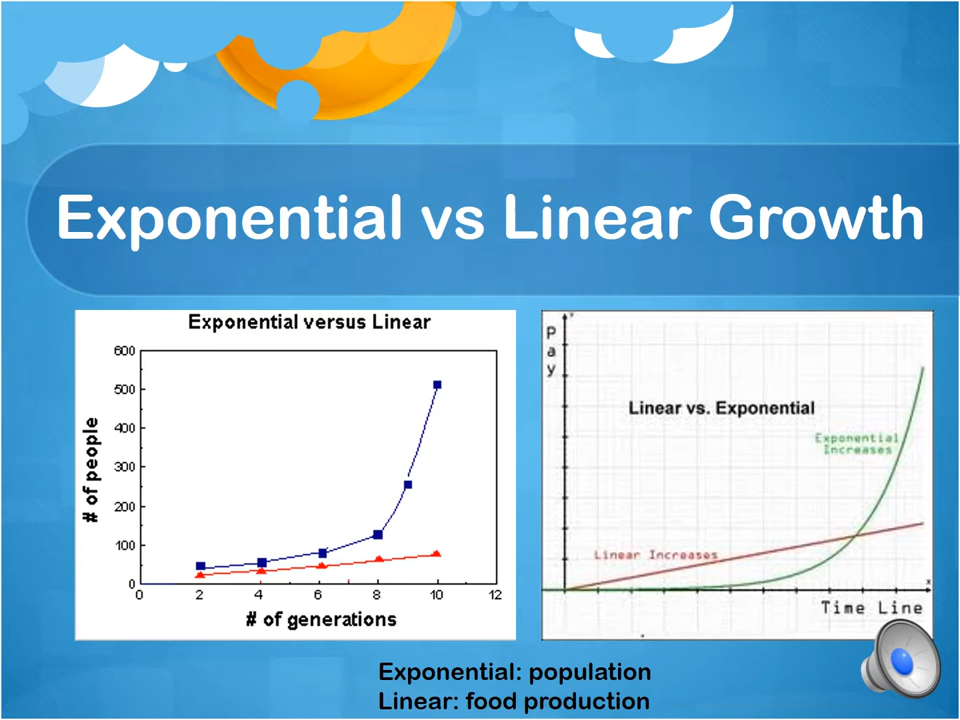 Exponential vs Linear Growth
Exponential versus Linear
600
500
400
300
200
100
0
# of people
0 2 4 6 8 10 12
# of generations
Pay
x
Linear vs. Exponential
Exponential
Increases
Linear Increases
Time Line
Exponential: population
Linear: food production